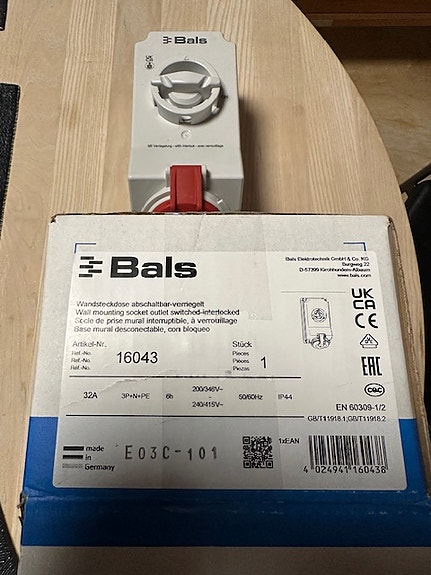 Bals
Mit Verriegelung - with interlock - avec verrouillage
Bals
Bals Elektrotechnik GmbH & Co. KG
Burgweg 22
D-57399 Kirchhundem-Albaum
www.bals.com
Wandsteckdose abschaltbar-verriegelt
Wall mounting socket outlet switched-interlocked
Socle de prise mural interruptible, à verrouillage
Base mural desconectable, con bloqueo
UK
CA
CE
EAC
CQC
Artikel-Nr.
Ref.-No.
Réf.-No.
Ref.-No.
16043
Stück
Pieces
Pièces
Piezas
1
32A
3P+N+PE
6h
200/346V~
240/415V~
50/60Hz
IP44
EN 60309-1/2
GB/T11918.1;GB/T11918.2
made
in
Germany
E03C-101
1xEAN
4 024941 160438